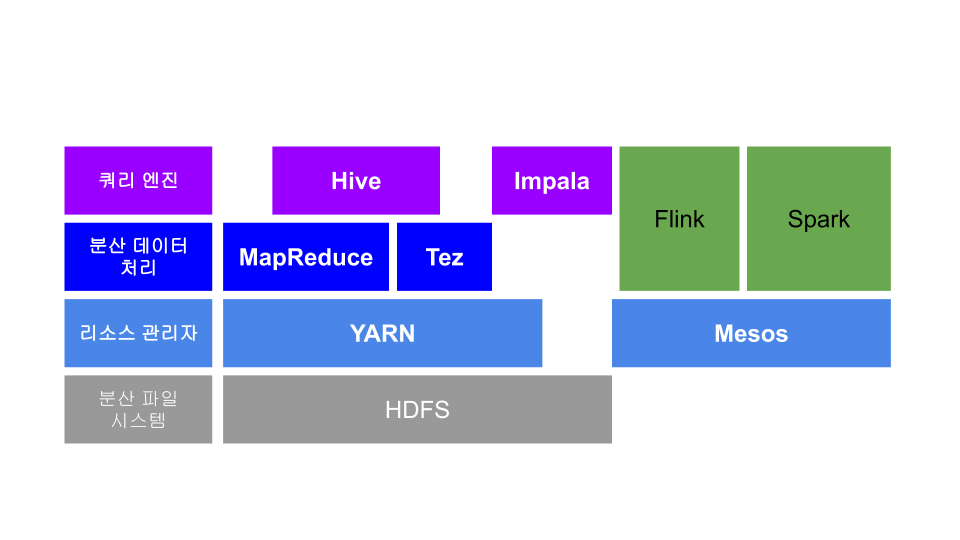 쿼리 엔진
Hive
Impala
Flink
Spark
분산 데이터
처리
MapReduce
Tez
리소스 관리자
YARN
Mesos
분산 파일
시스템
HDFS